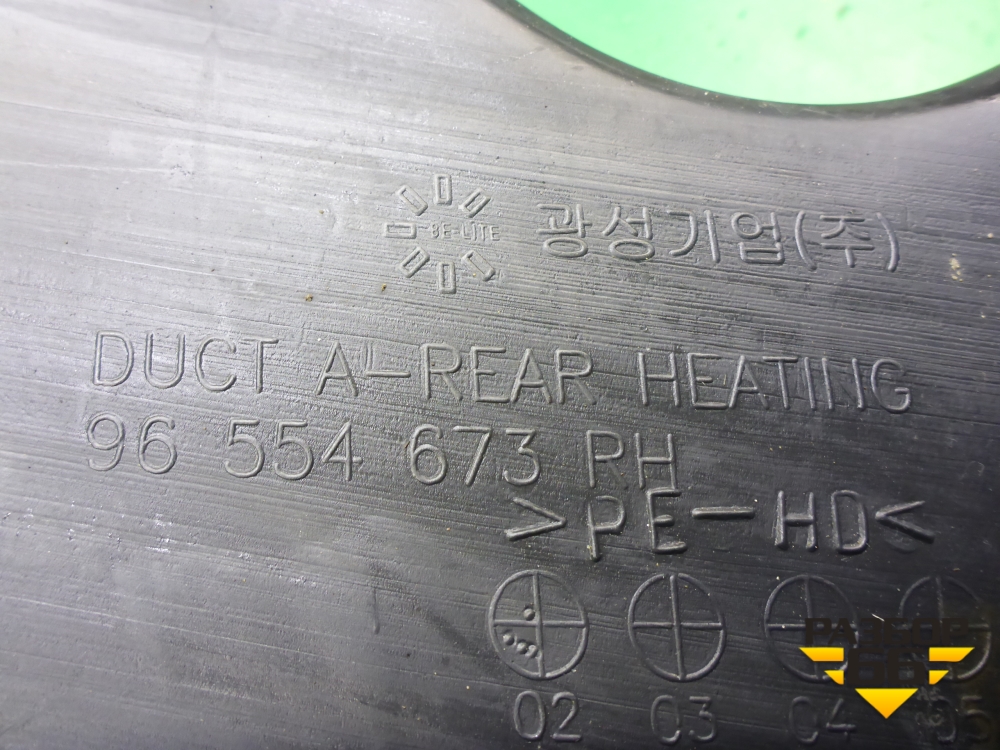 BE-LITE 광성기업(주)
DUCT A-REAR HEATING
96 554 673 RH
>PE-HD<
02 03 04 05